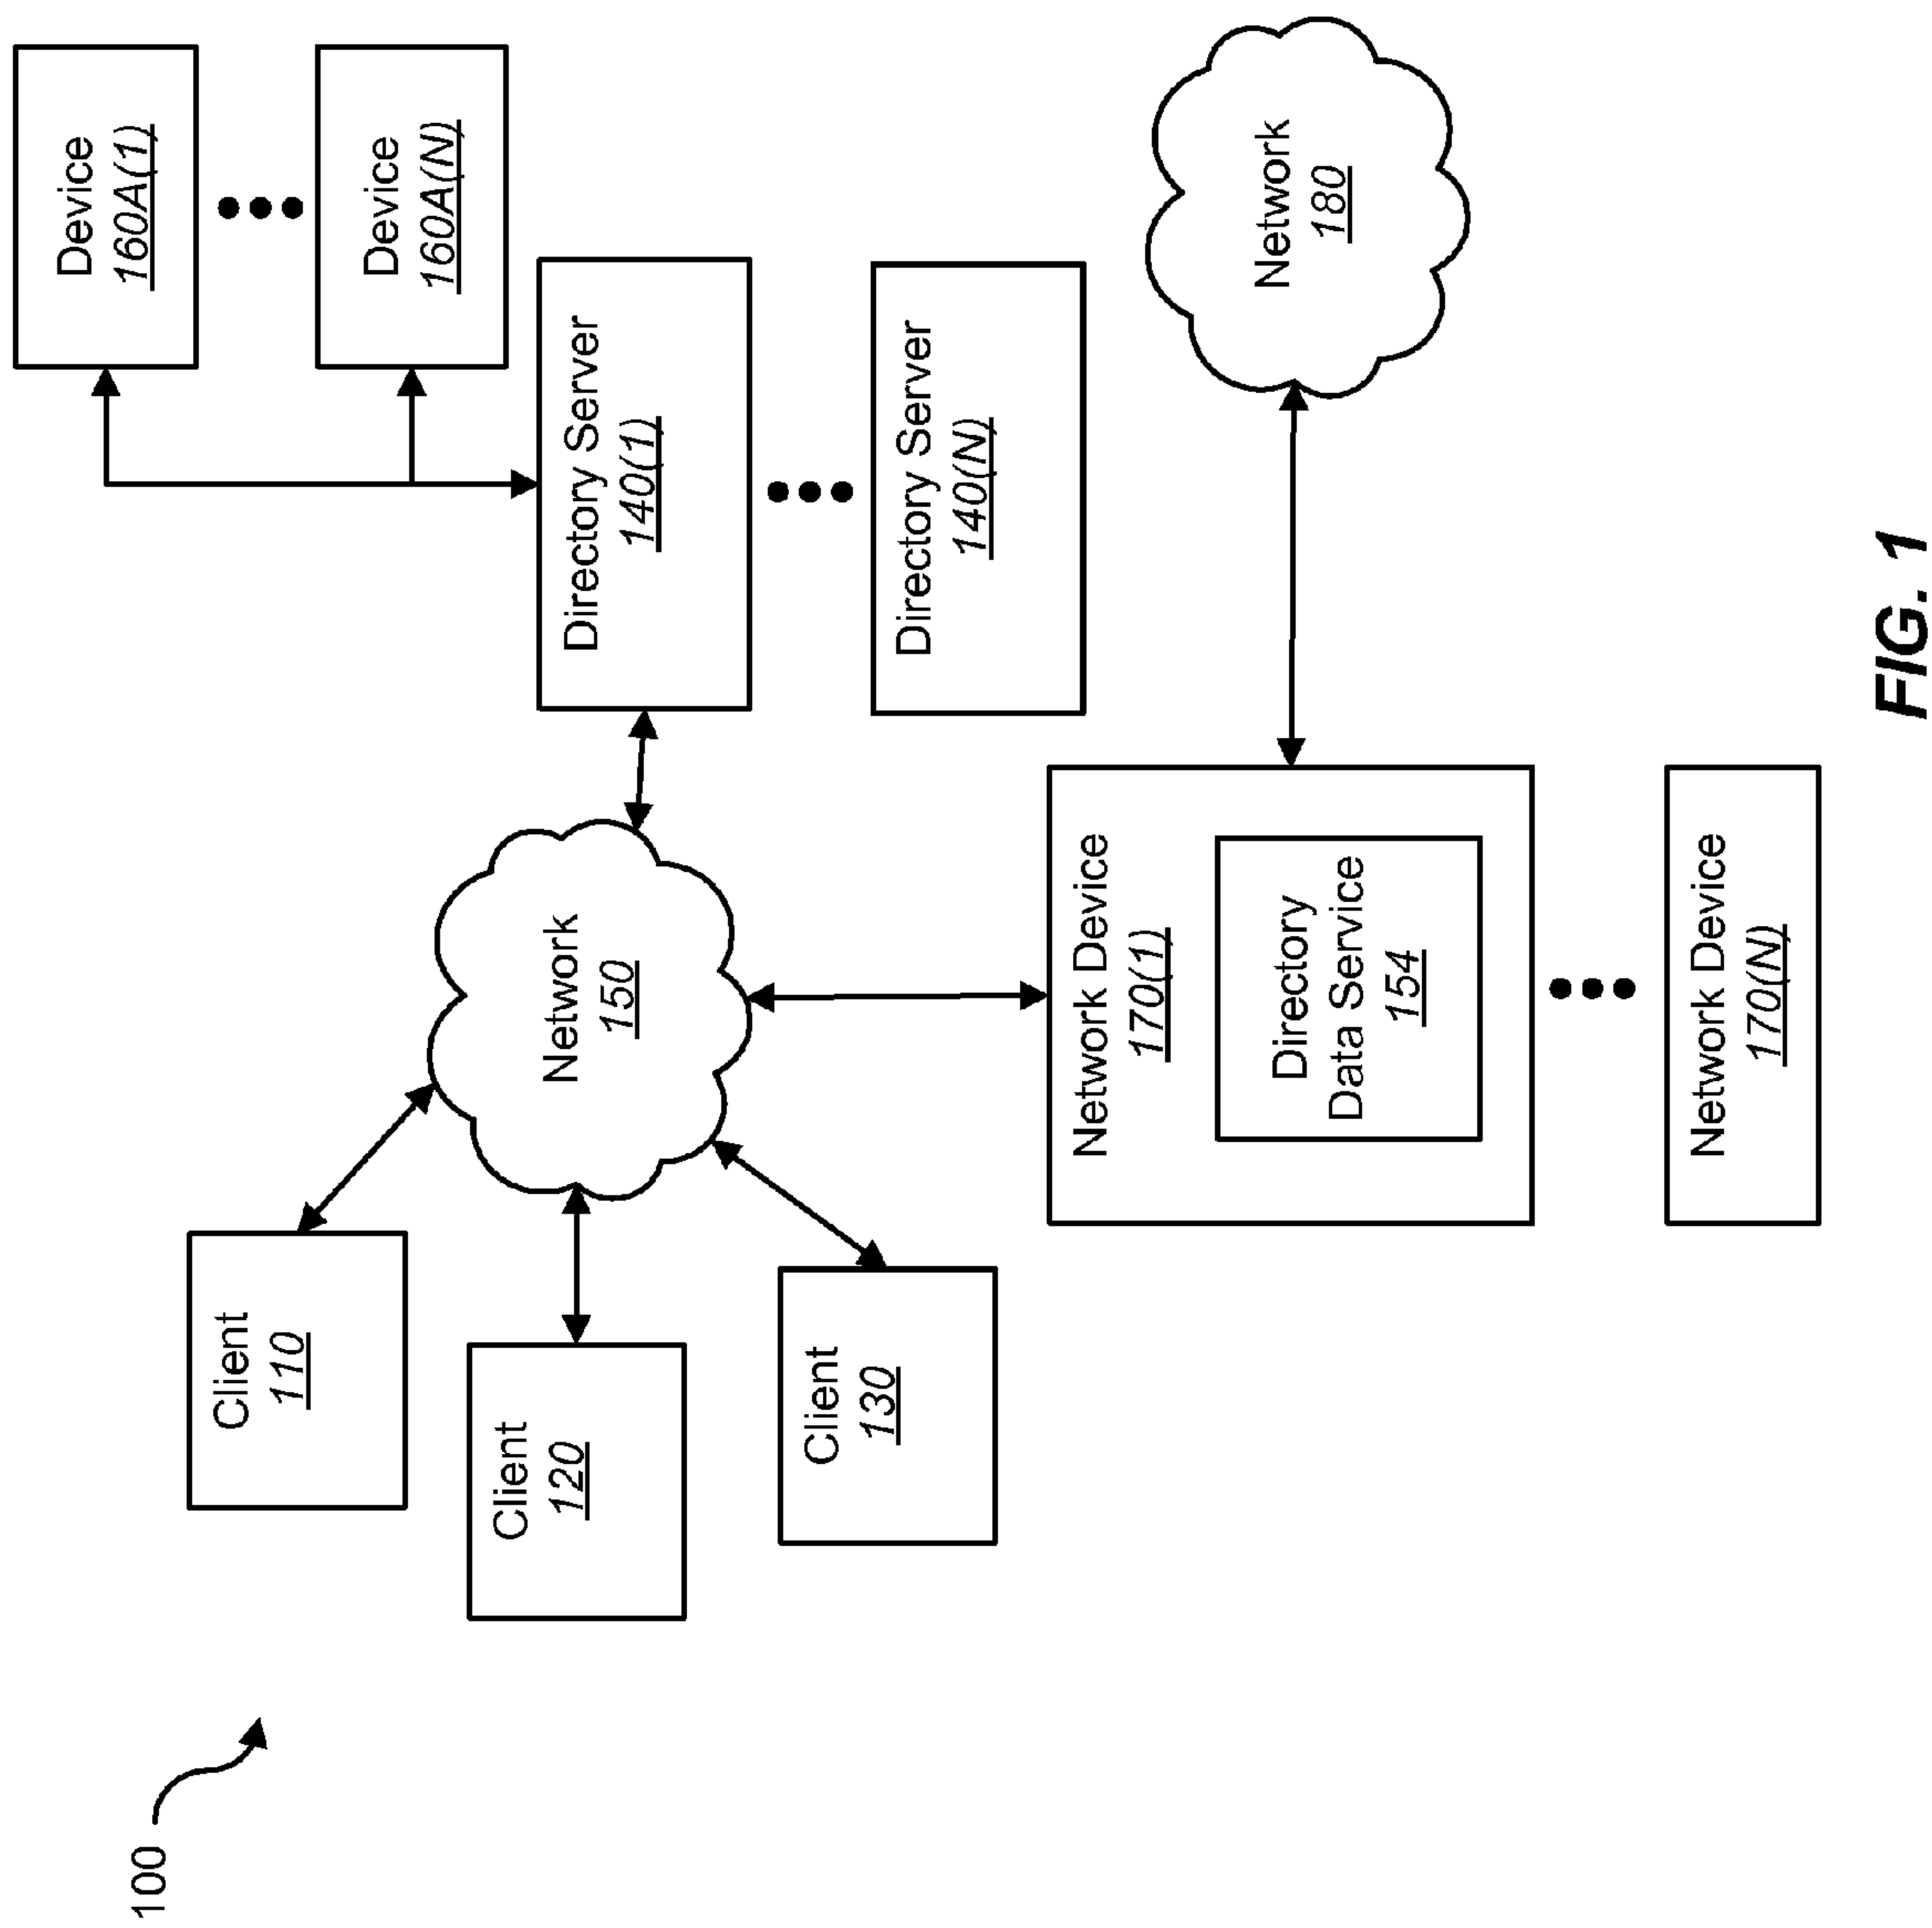 100
Client
110
Client
120
Client
130
Network
150
Device
160A(1)
Device
160A(N)
Directory Server
140(1)
Directory Server
140(N)
Network Device
170(1)
Directory
Data Service
154
Network Device
170(N)
Network
180
FIG. 1